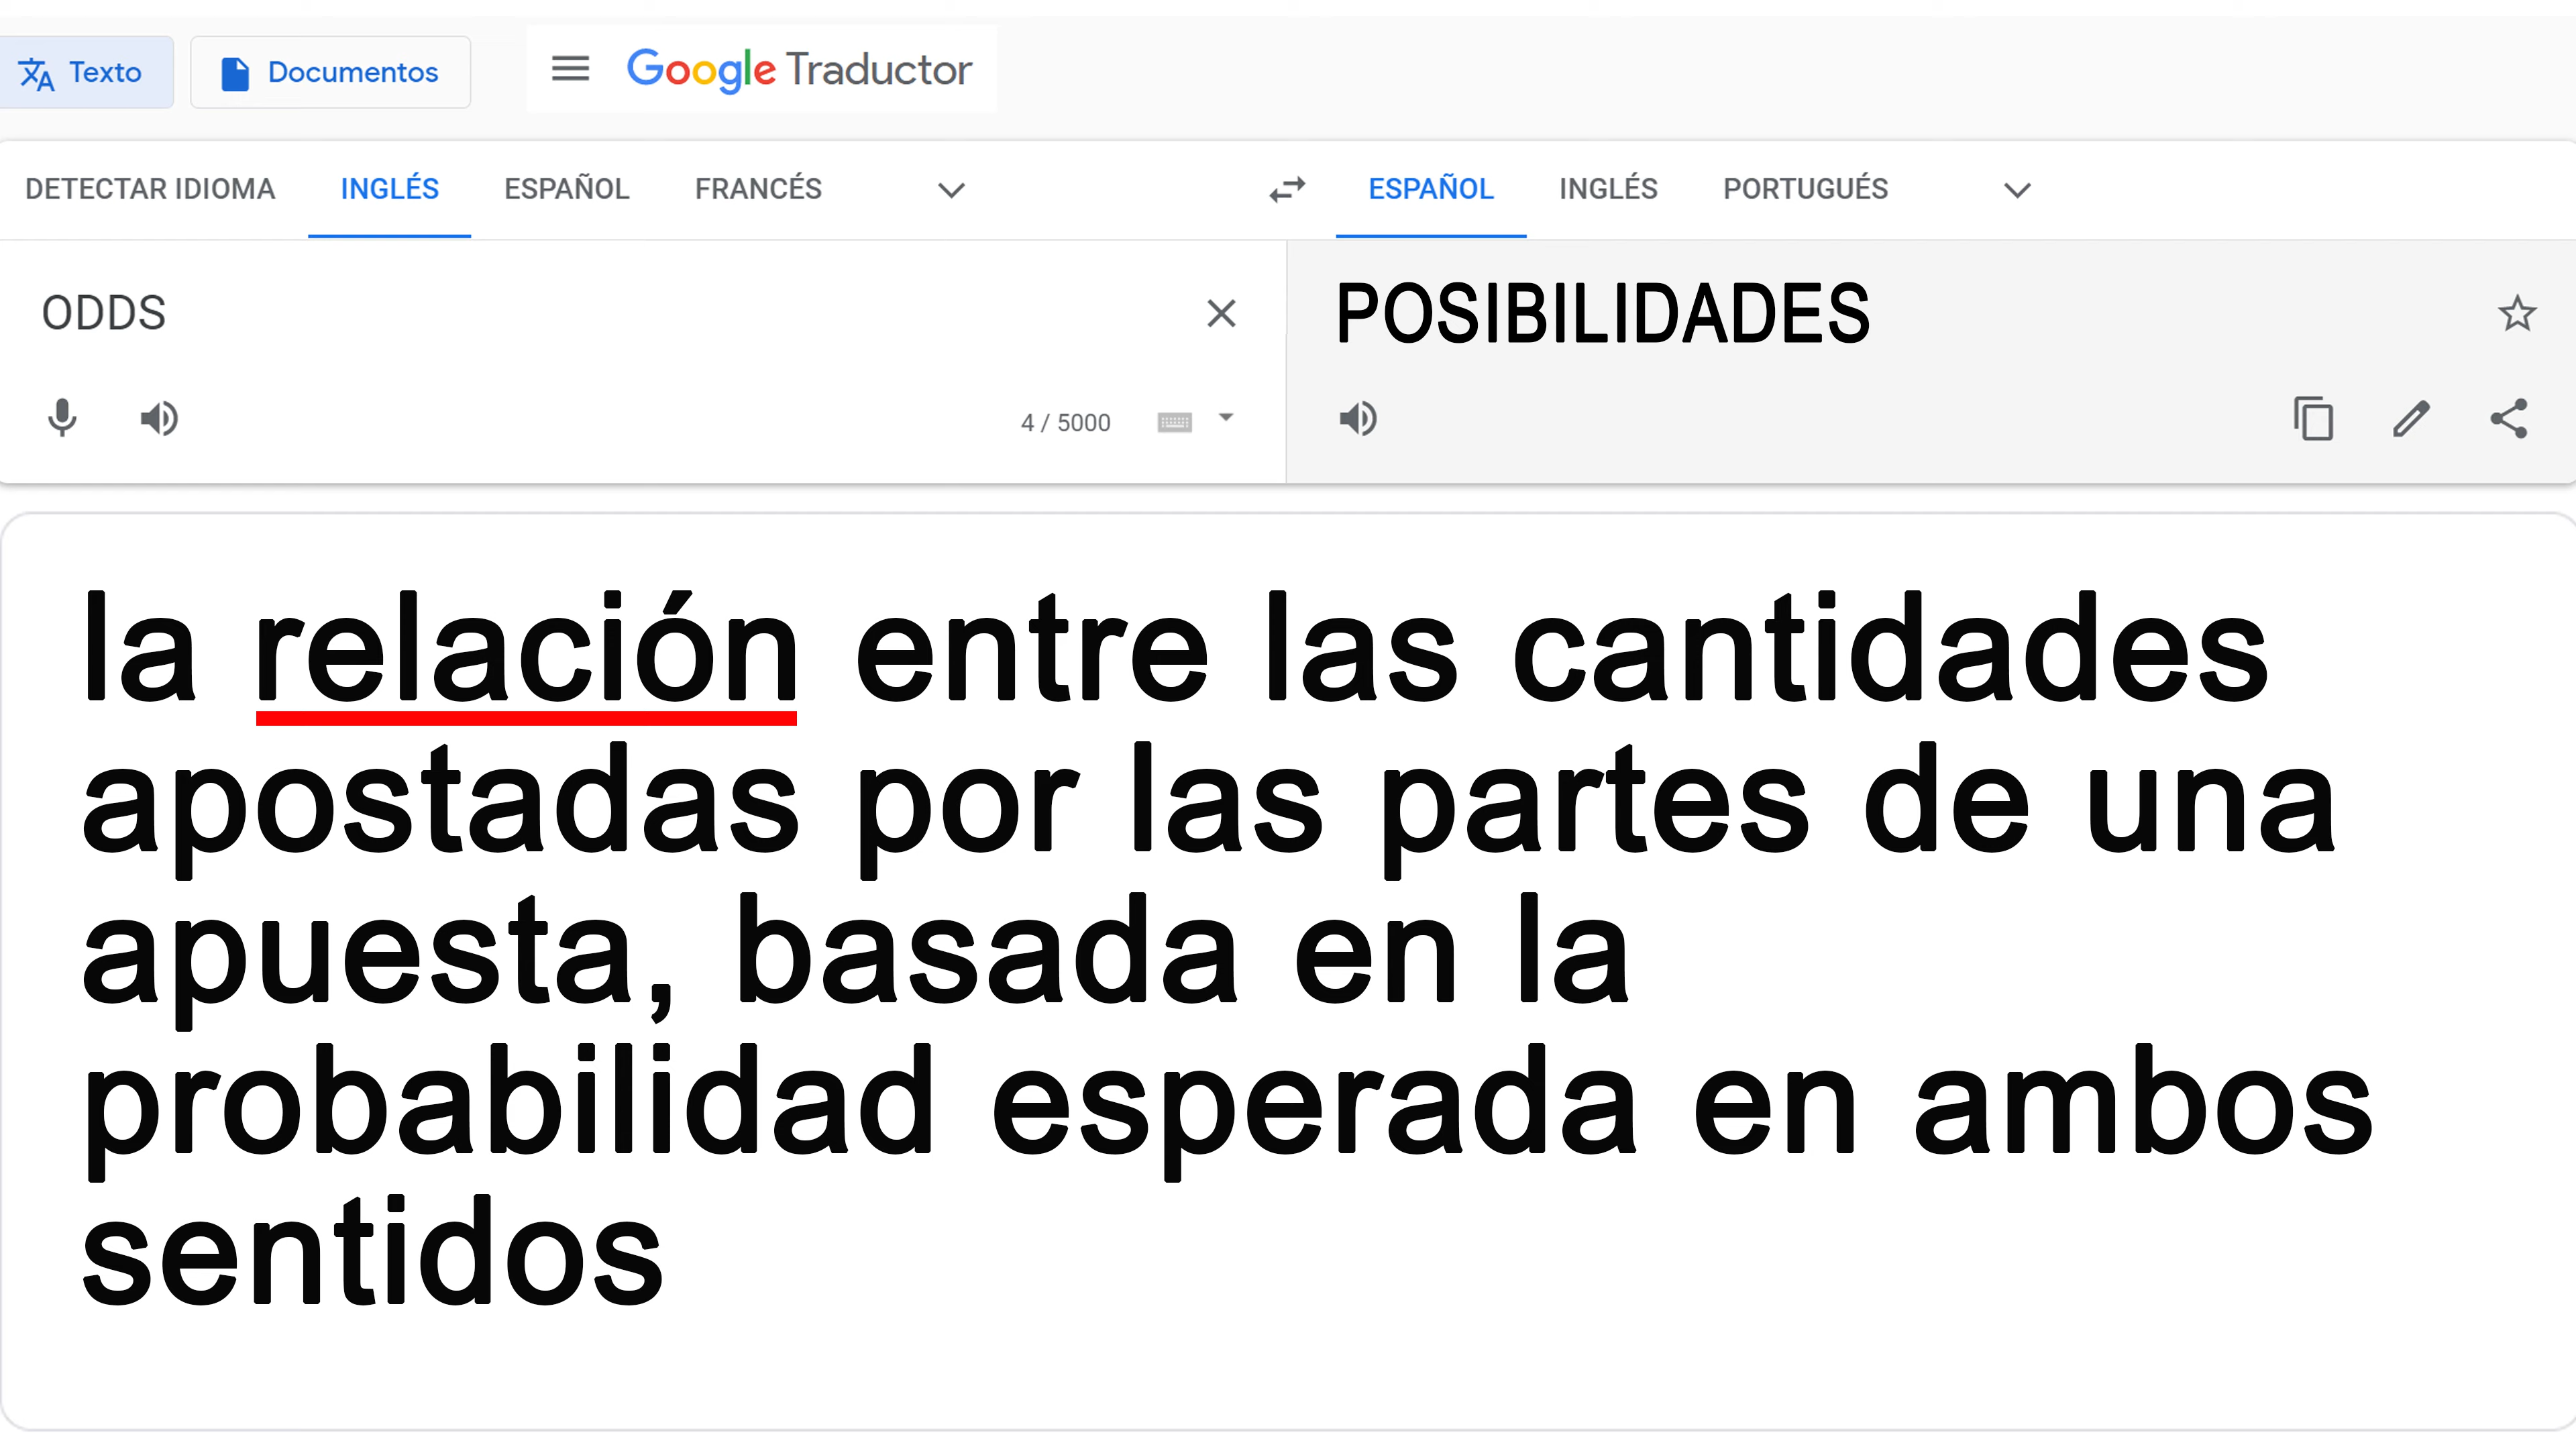 Texto Documentos Google Traductor
DETECTAR IDIOMA INGLÉS ESPAÑOL FRANCÉS ESPAÑOL INGLÉS PORTUGUÉS
ODDS POSIBILIDADES
4 / 5000
la relación entre las cantidades
apostadas por las partes de una
apuesta, basada en la
probabilidad esperada en ambos
sentidos